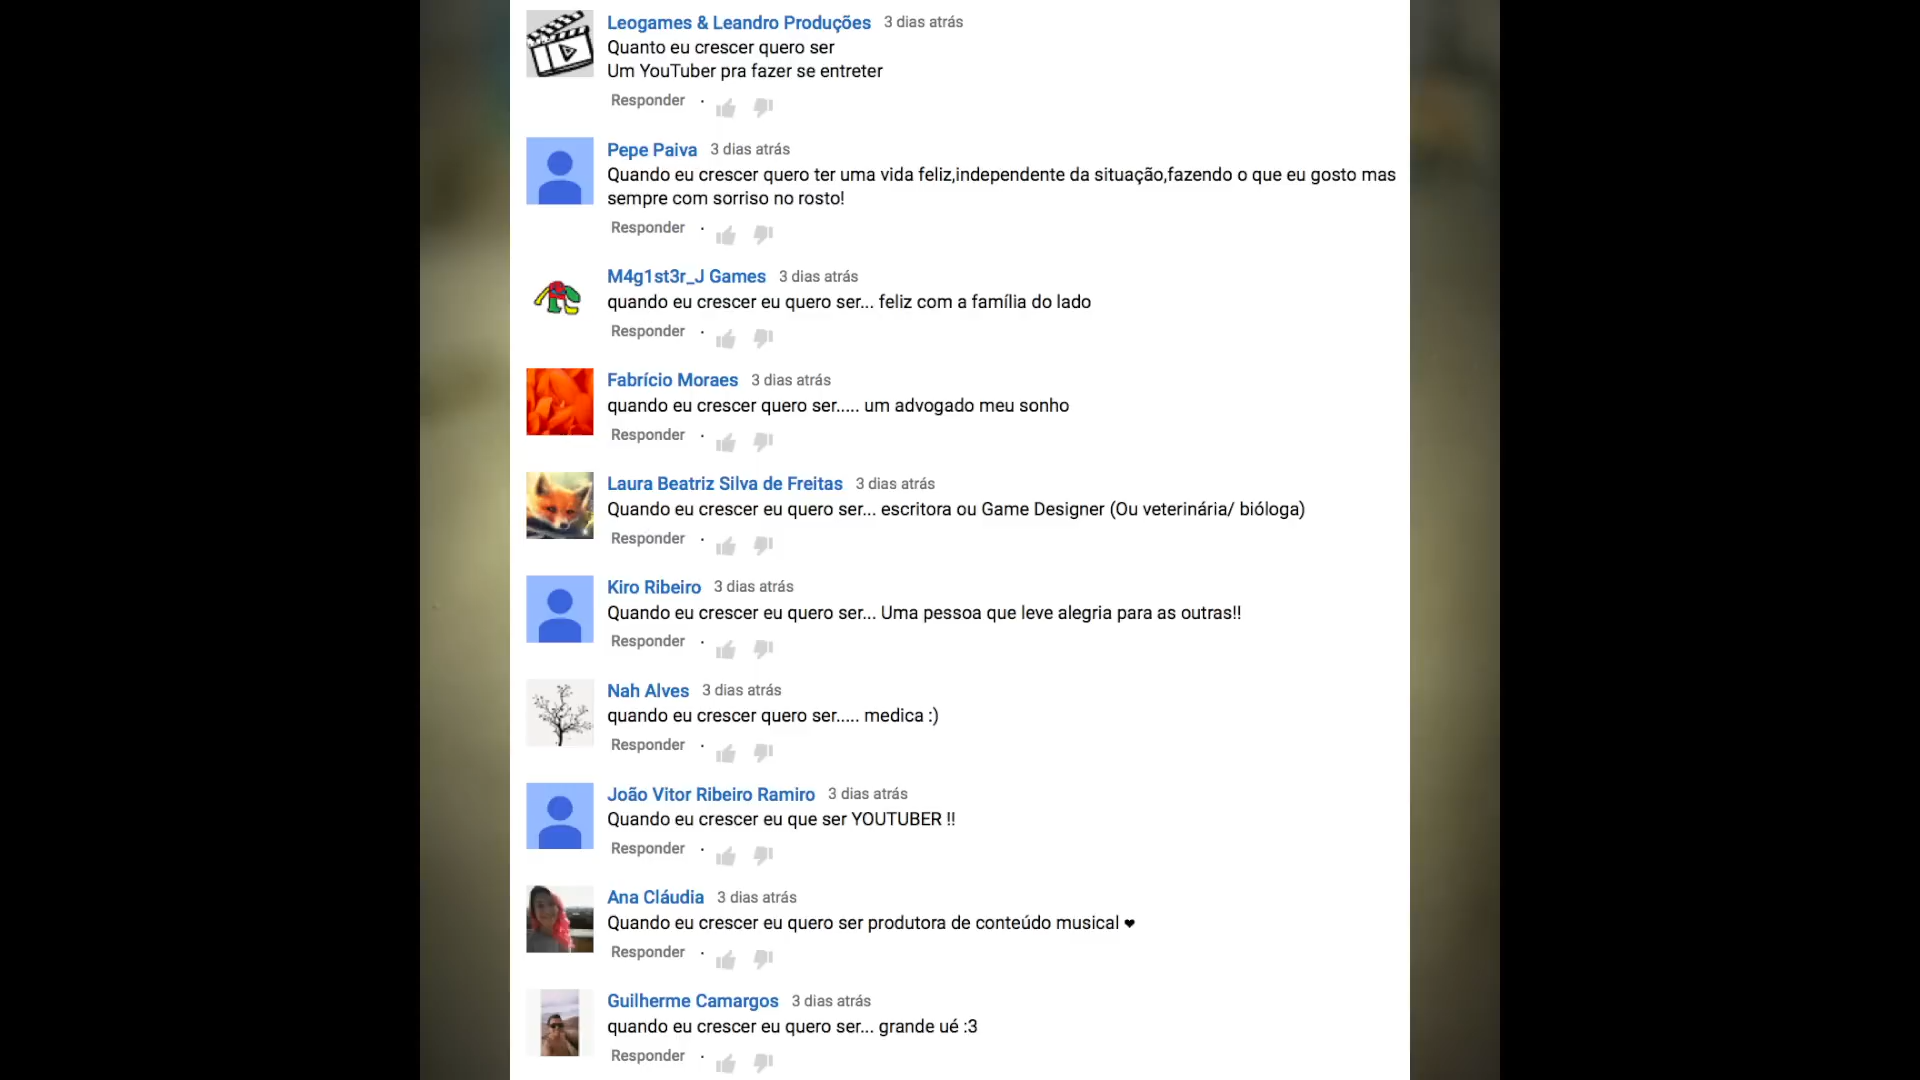 Leogames & Leandro Produções 3 dias atrás
Quanto eu crescer quero ser
Um YouTuber pra fazer se entreter
Responder ·
Pepe Paiva 3 dias atrás
Quando eu crescer quero ter uma vida feliz,independente da situação,fazendo o que eu gosto mas
sempre com sorriso no rosto!
Responder ·
M4g1st3r_J Games 3 dias atrás
quando eu crescer eu quero ser... feliz com a família do lado
Responder ·
Fabrício Moraes 3 dias atrás
quando eu crescer quero ser..... um advogado meu sonho
Responder ·
Laura Beatriz Silva de Freitas 3 dias atrás
Quando eu crescer eu quero ser... escritora ou Game Designer (Ou veterinária/ bióloga)
Responder ·
Kiro Ribeiro 3 dias atrás
Quando eu crescer eu quero ser... Uma pessoa que leve alegria para as outras!!
Responder ·
Nah Alves 3 dias atrás
quando eu crescer quero ser..... medica :)
Responder ·
João Vitor Ribeiro Ramiro 3 dias atrás
Quando eu crescer eu que ser YOUTUBER !!
Responder ·
Ana Cláudia 3 dias atrás
Quando eu crescer eu quero ser produtora de conteúdo musical ❤
Responder ·
Guilherme Camargos 3 dias atrás
quando eu crescer eu quero ser... grande ué :3
Responder ·